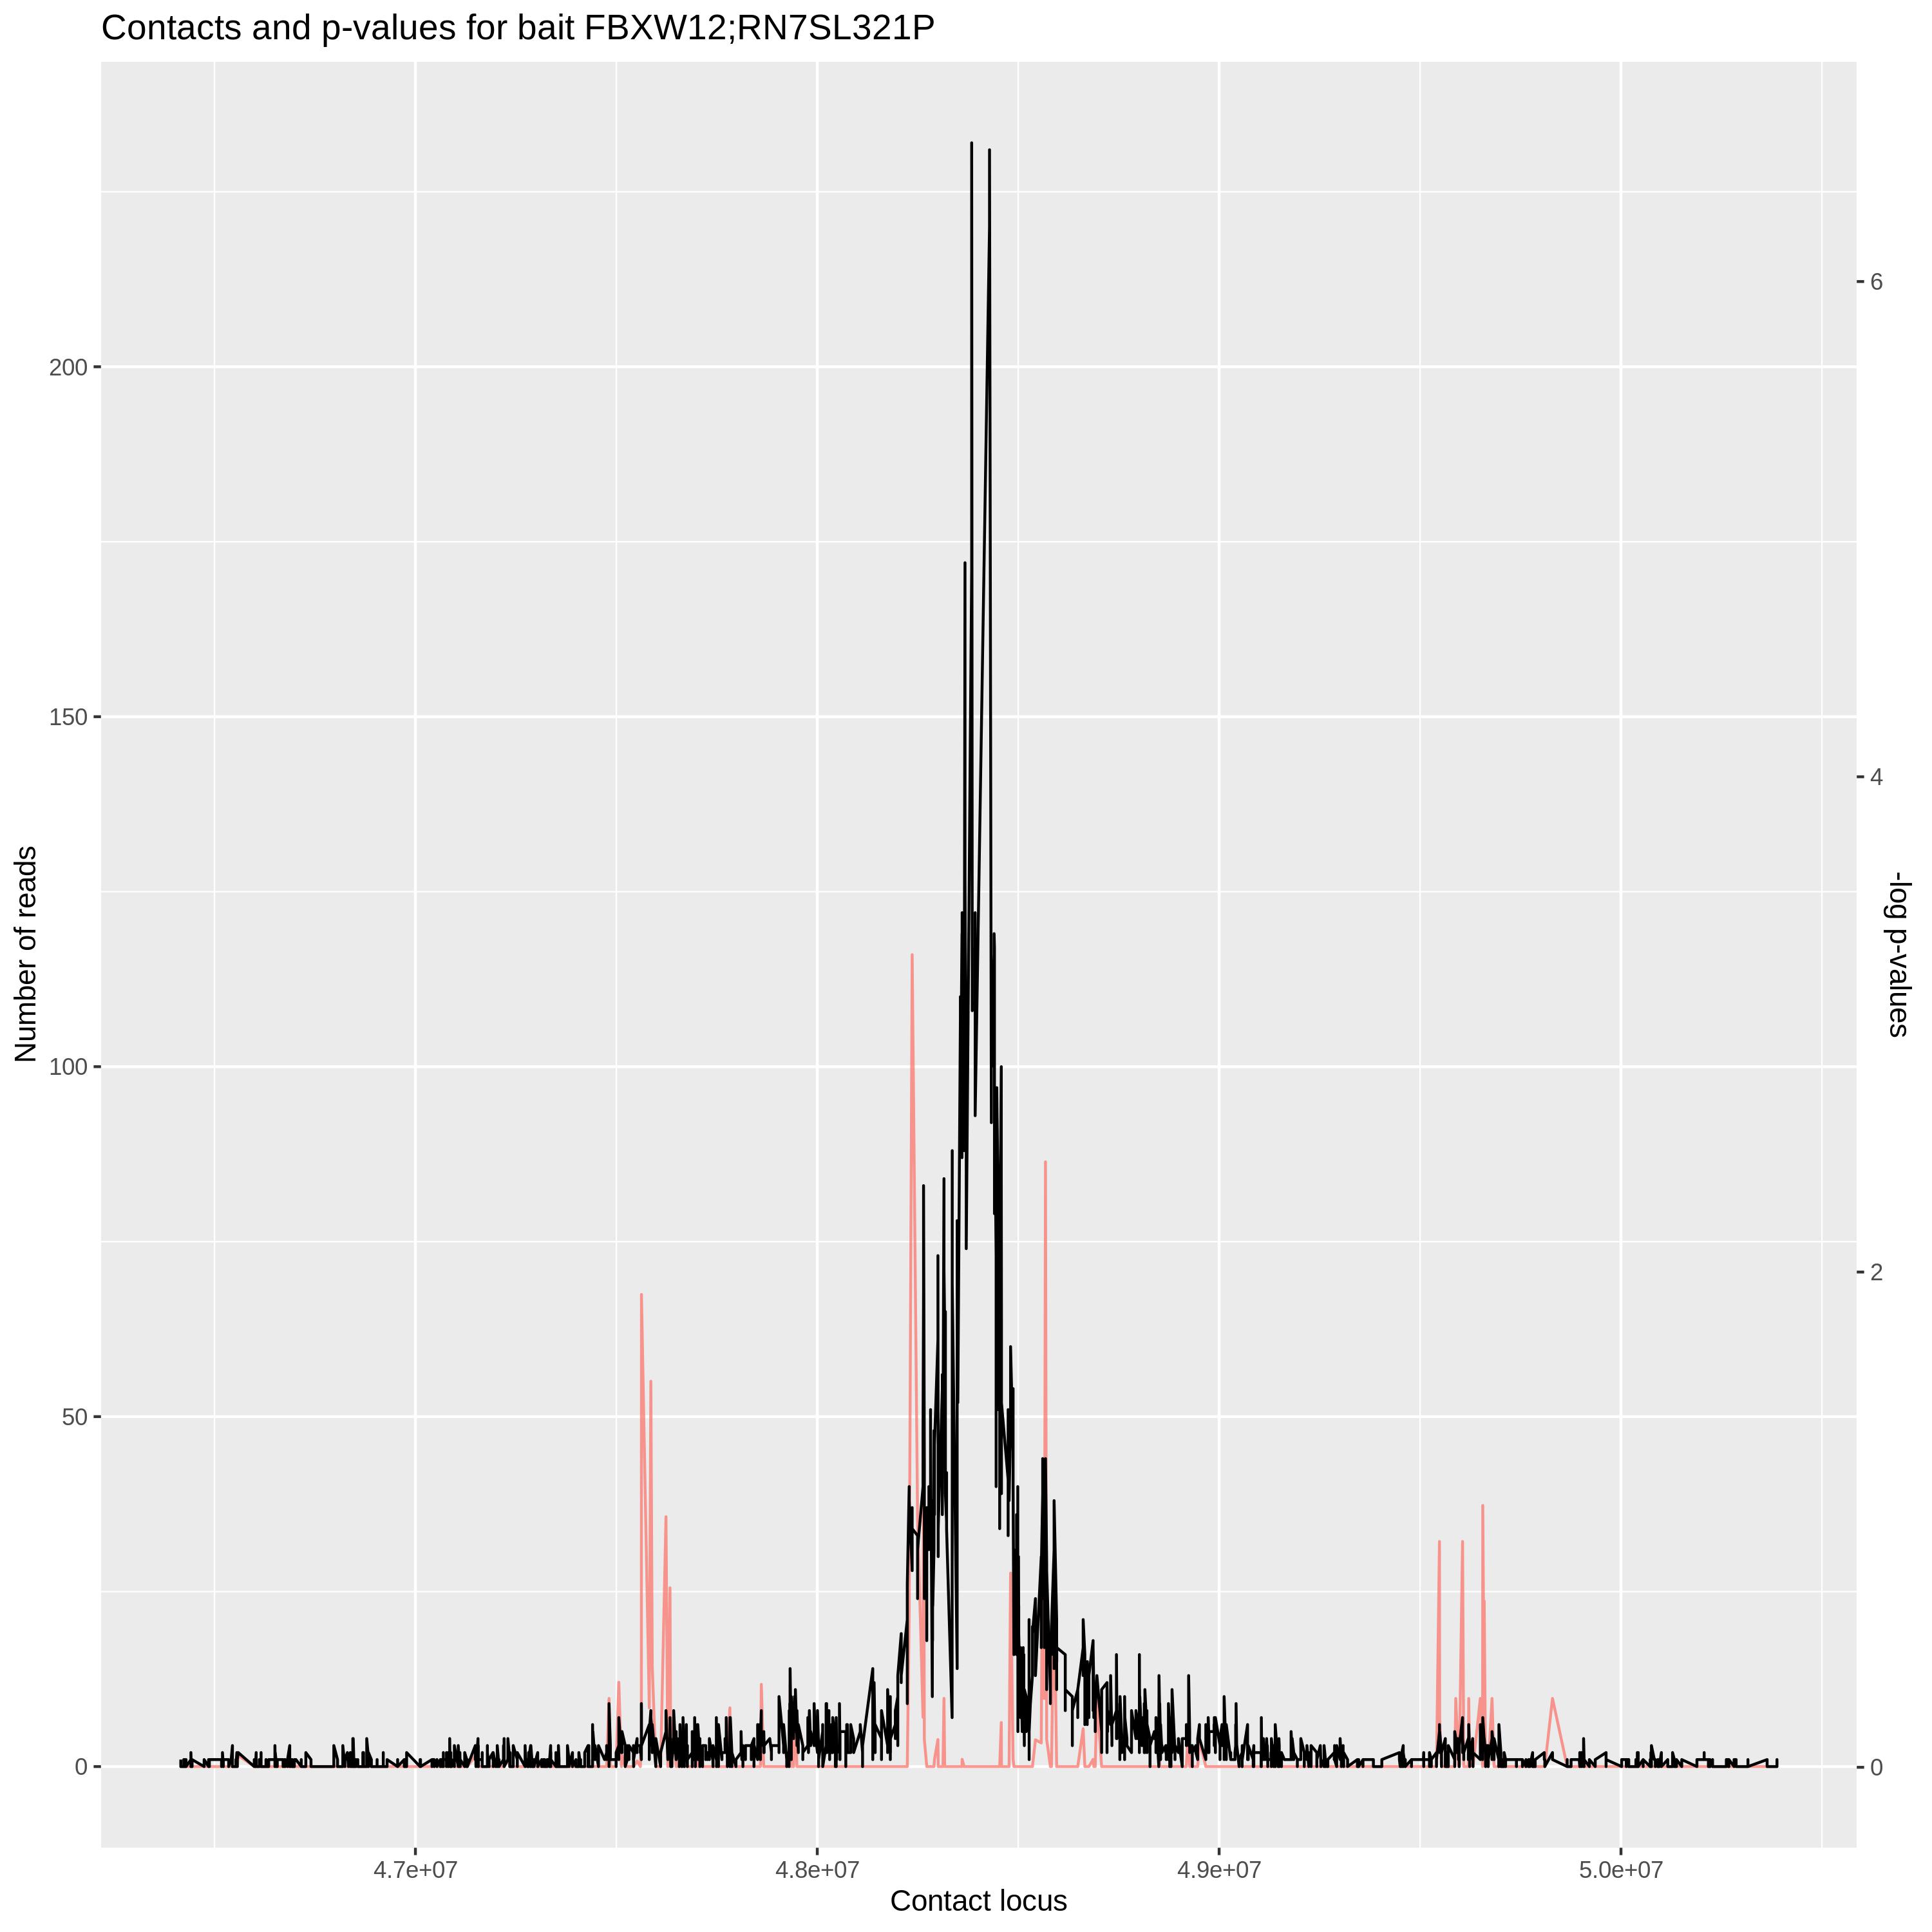 Contacts and p-values for bait FBXW12;RN7SL321P
Number of reads
200
150
100
50
0
6
4
2
0
-log p-values
4.7e+07
4.8e+07
4.9e+07
5.0e+07
Contact locus